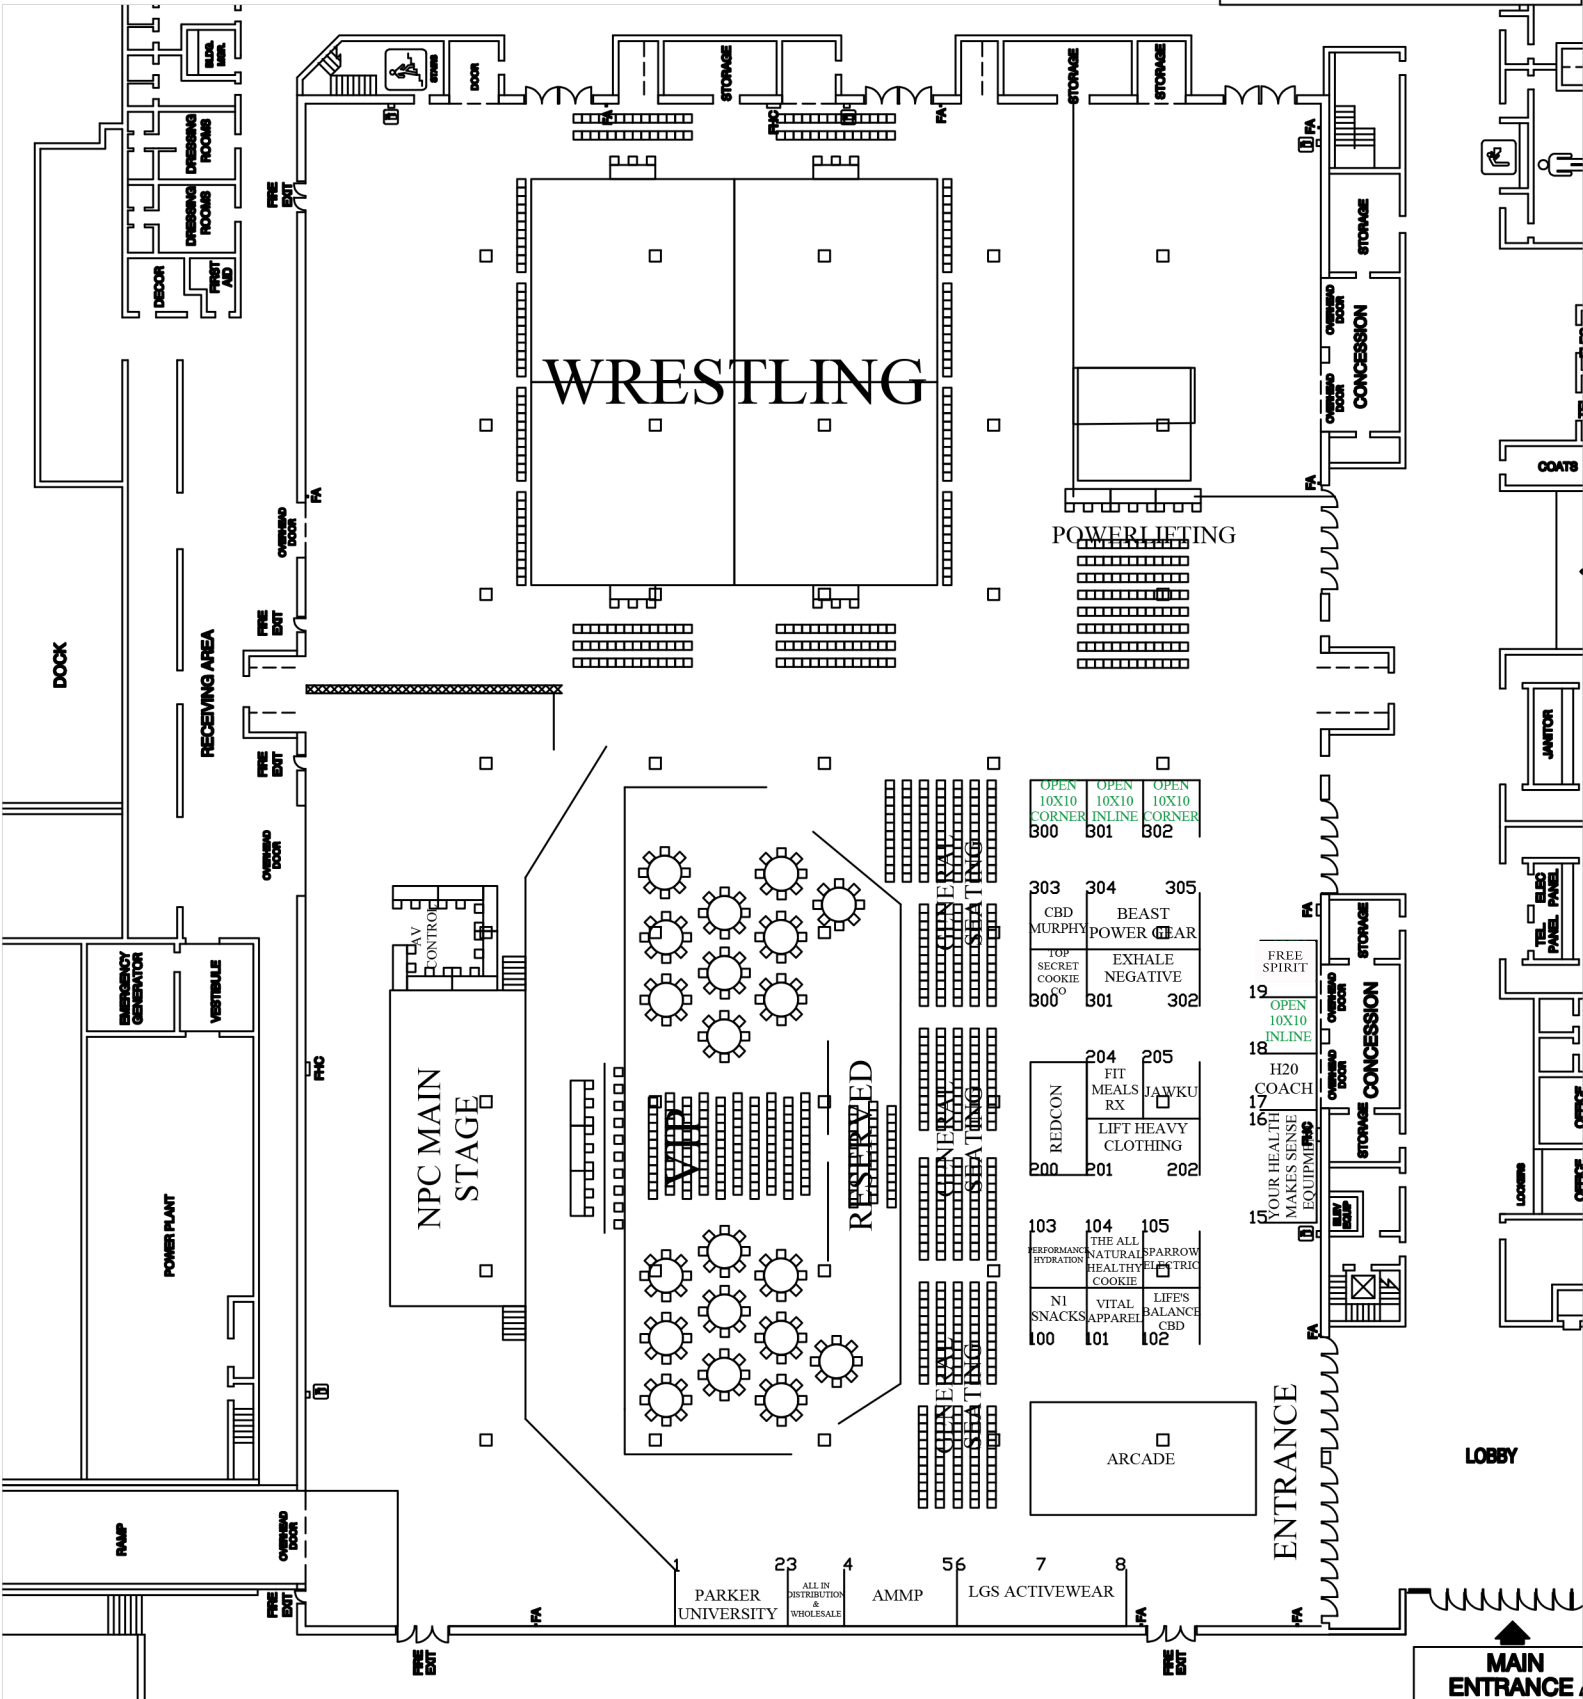 BLDG.
MGR.
STAIRS
DOOR
STORAGE
STORAGE
STORAGE
FA
FHC
FA
FA
DRESSING
ROOMS
DRESSING
ROOMS
FIRE
EXIT
DECOR
FIRST
AID
STORAGE
OVERHEAD
DOOR
CONCESSION
OVERHEAD
DOOR
WRESTLING
COATS
FA
FA
OVERHEAD
DOOR
POWERLIFTING
FIRE
EXIT
DOCK
RECEIVING AREA
FIRE
EXIT
JANITOR
OVERHEAD
DOOR
OPEN
10X10
CORNER
300
OPEN
10X10
INLINE
301
OPEN
10X10
CORNER
302
GENERAL
SEATING
303
304
305
CBD
MURPHY
BEAST
POWER GEAR
TOP
SECRET
COOKIE
CO
EXHALE
NEGATIVE
300
301
302
TEL
PANEL
ELEC
PANEL
FA
STORAGE
AV
CONTROL
FREE
SPIRIT
19
OPEN
10X10
INLINE
18
H20
COACH
17
16
YOUR HEALTH
MAKES SENSE
EQUIPMENT
15
OVERHEAD
DOOR
CONCESSION
OVERHEAD
DOOR
STORAGE
FHC
ELEV
EQUIP
EMERGENCY
GENERATOR
VESTIBULE
FHC
NPC MAIN
STAGE
VIP
RESERVED
GENERAL
SEATING
REDCON
204
205
FIT
MEALS
RX
JAWKU
LIFT HEAVY
CLOTHING
200
201
202
OFFICE
OFFICE
LOCKERS
POWER PLANT
103
104
105
PERFORMANCE
HYDRATION
THE ALL
NATURAL
HEALTHY
COOKIE
SPARROW
ELECTRIC
N1
SNACKS
VITAL
APPAREL
LIFE'S
BALANCE
CBD
100
101
102
FA
GENERAL
SEATING
ARCADE
ENTRANCE
LOBBY
RAMP
OVERHEAD
DOOR
FIRE
EXIT
1
23
4
56
7
8
PARKER
UNIVERSITY
ALL IN
DISTRIBUTION
&
WHOLESALE
AMMP
LGS ACTIVEWEAR
FA
FA
FA
FIRE
EXIT
FIRE
EXIT
MAIN
ENTRANCE